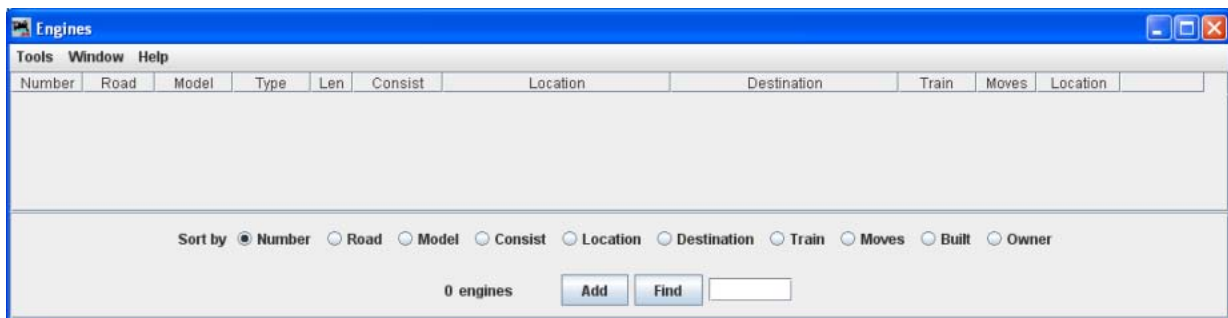 Engines
Tools Window Help
Number Road Model Type Len Consist Location Destination Train Moves Location
Sort by Number Road Model Consist Location Destination Train Moves Built Owner
0 engines Add Find